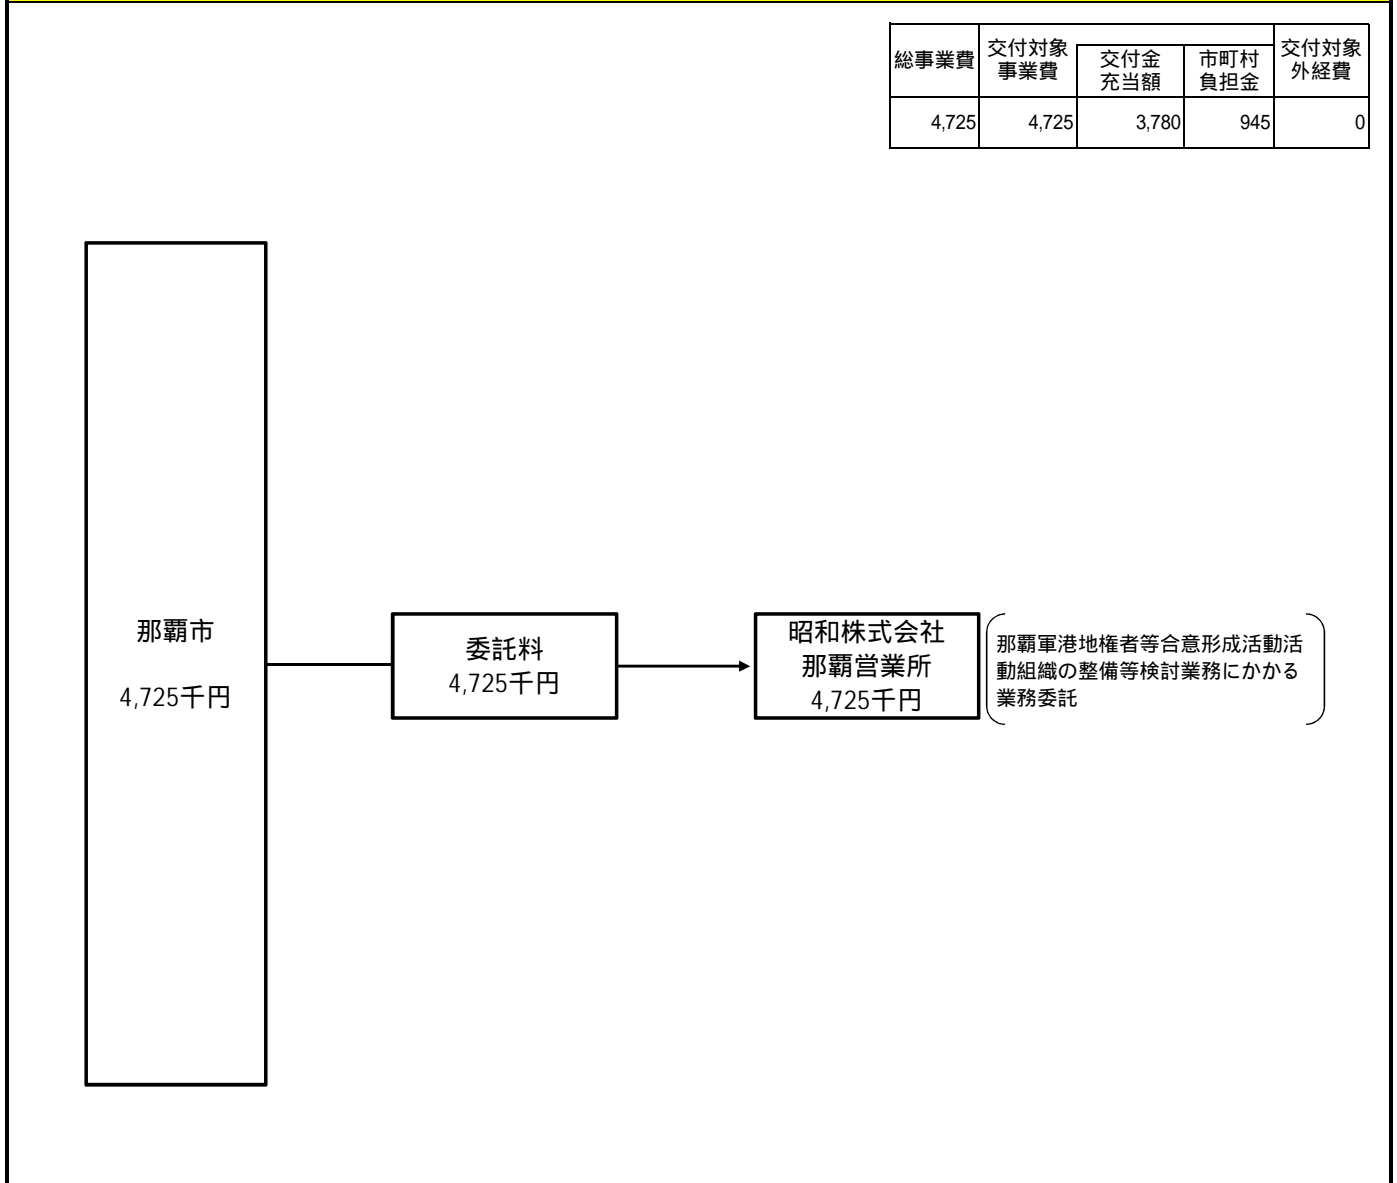 総事業費
交付対象
事業費
交付金
充当額
市町村
負担金
交付対象
外経費
4,725
4,725
3,780
945
0
那覇市
4,725千円
委託料
4,725千円
昭和株式会社
那覇営業所
4,725千円
那覇軍港地権者等合意形成活動活
動組織の整備等検討業務にかかる
業務委託